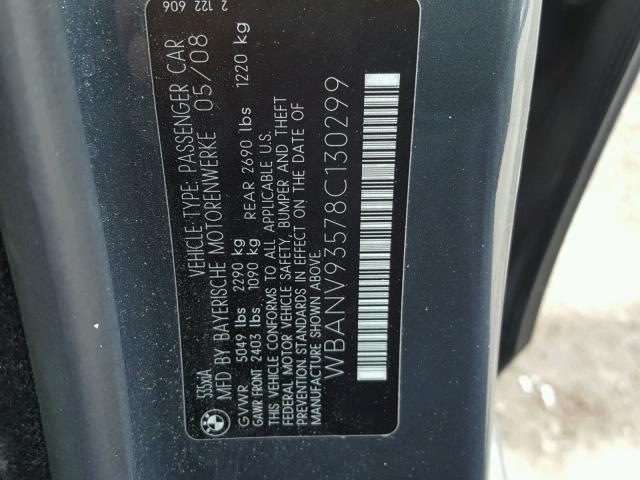 535xiA VEHICLE-TYPE: PASSENGER CAR
MFD BY BAYERISCHE MOTORENWERKE 05/08
GVWR 5049 lbs 2290 kg
GAWR FRONT 2403 lbs 1090 kg REAR 2690 lbs 1220 kg
THIS VEHICLE CONFORMS TO ALL APPLICABLE U.S.
FEDERAL MOTOR VEHICLE SAFETY, BUMPER AND THEFT
PREVENTION STANDARDS IN EFFECT ON THE DATE OF
MANUFACTURE SHOWN ABOVE.
WBANV93578C130299
2 122 606